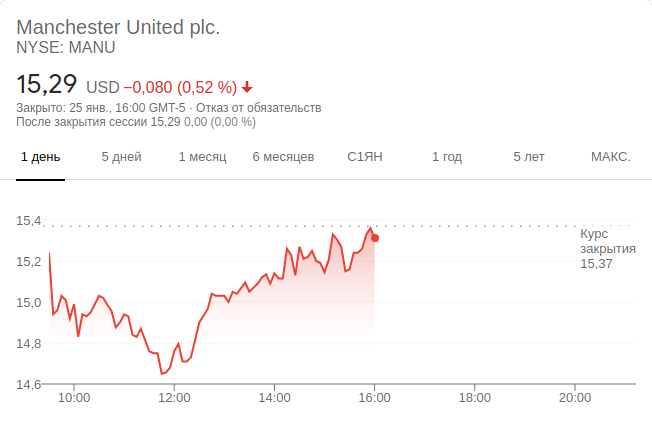 Manchester United plc.
NYSE: MANU
15,29 USD −0,080 (0,52 %)
Закрыто: 25 янв., 16:00 GMT-5 · Отказ от обязательств
После закрытия сессии 15,29 0,00 (0,00 %)
1 день 5 дней 1 месяц 6 месяцев С1ЯН 1 год 5 лет МАКС.
15,4
Курс
закрытия
15,37
15,2
15,0
14,8
14,6
10:00 12:00 14:00 16:00 18:00 20:00